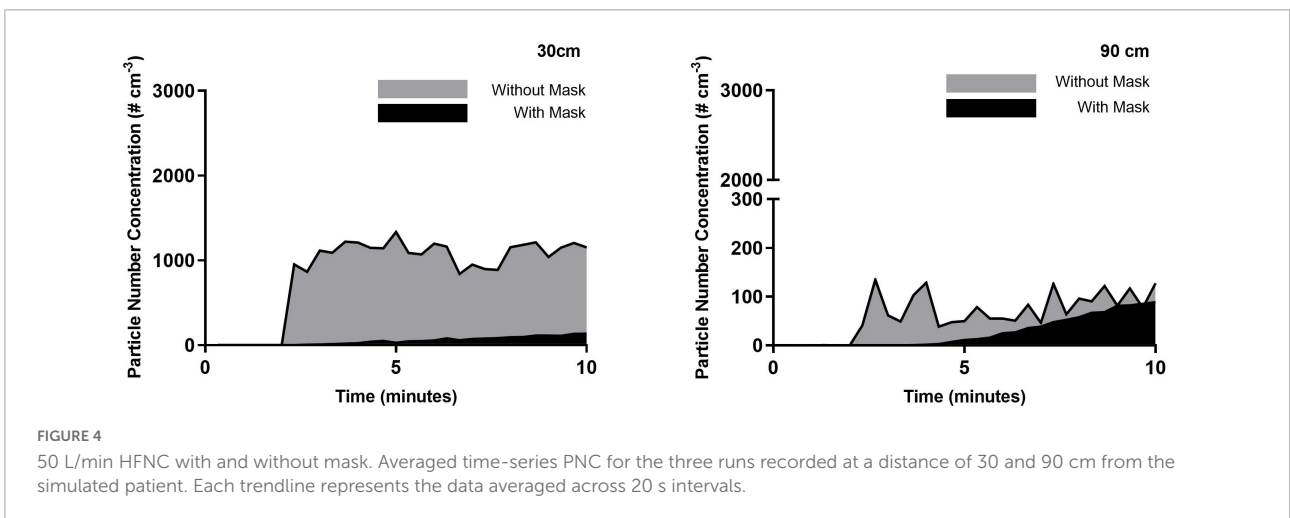 30cm
Without Mask
With Mask
Particle Number Concentration (# cm-3)
3000
2000
1000
0
0
5
10
Time (minutes)
90 cm
Without Mask
With Mask
Particle Number Concentration (# cm-3)
3000
2000
300
200
100
0
0
5
10
Time (minutes)
FIGURE 4
50 L/min HFNC with and without mask. Averaged time-series PNC for the three runs recorded at a distance of 30 and 90 cm from the
simulated patient. Each trendline represents the data averaged across 20 s intervals.